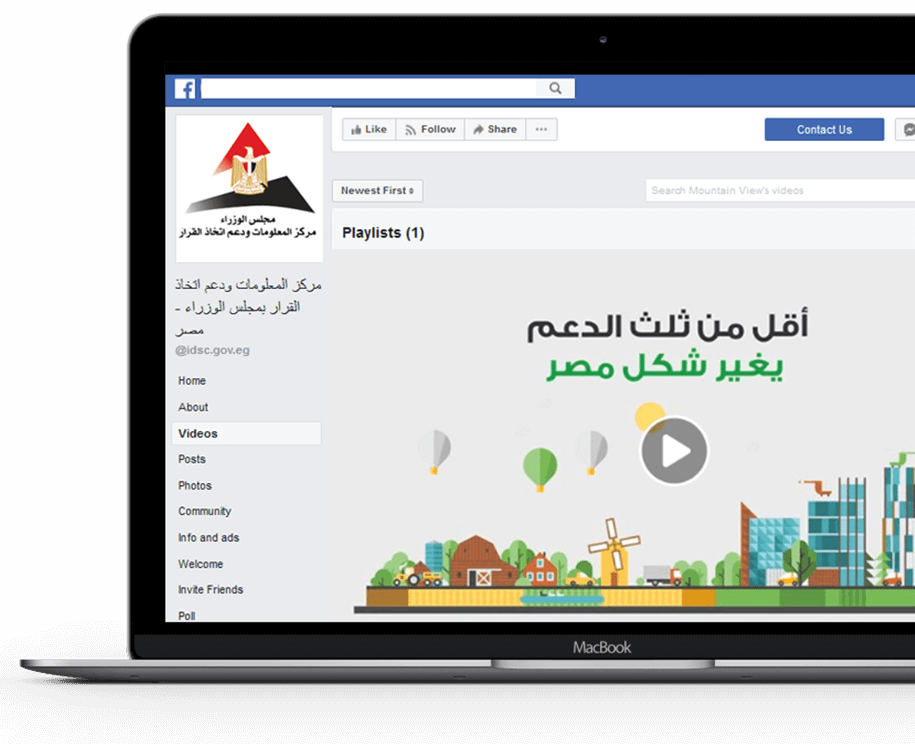 f
Like
Follow
Share
Contact Us
مجلس الوزراء
مركز المعلومات ودعم اتخاذ القرار
Newest First
Search Mountain View's videos
Playlists (1)
مركز المعلومات ودعم اتخاذ
القرار بمجلس الوزراء -
مصر
@idsc.gov.eg
Home
About
Videos
Posts
Photos
Community
Info and ads
Welcome
Invite Friends
Poll
أقل من ثلث الدعم
يغير شكل مصر
MacBook